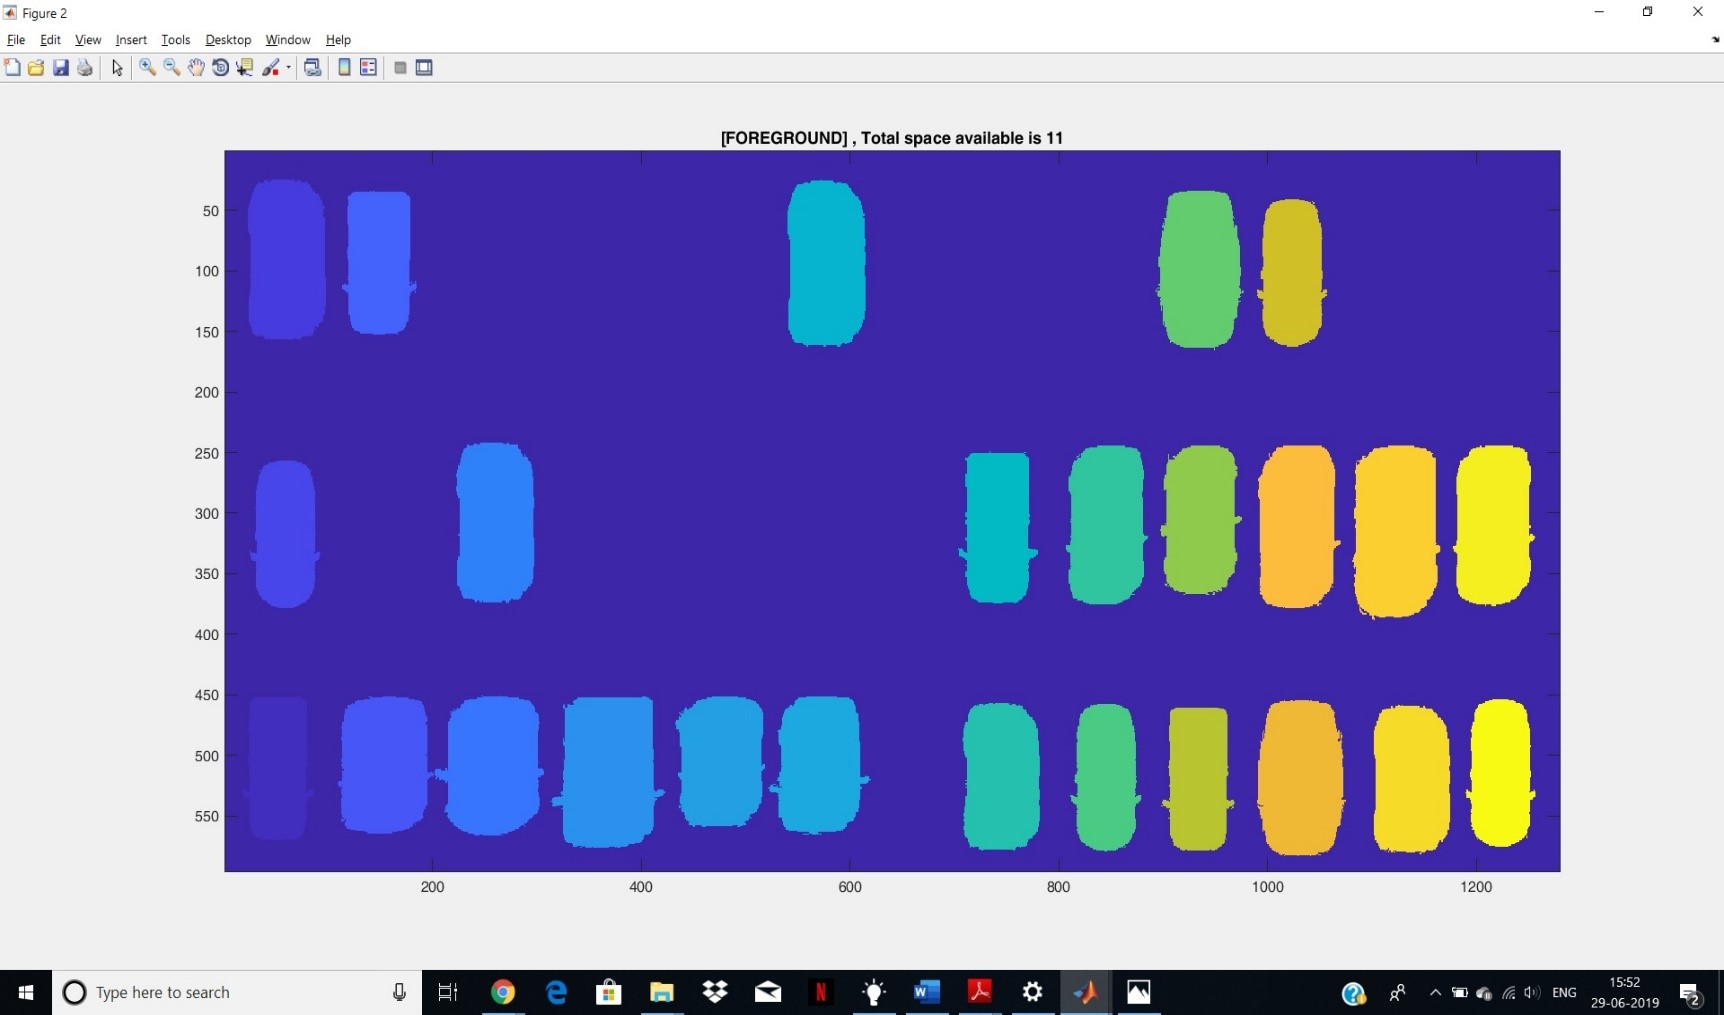 Figure 2
File Edit View Insert Tools Desktop Window Help
[FOREGROUND] , Total space available is 11
50
100
150
200
250
300
350
400
450
500
550
200 400 600 800 1000 1200
Type here to search
N
W
ENG
15:52
29-06-2019
2